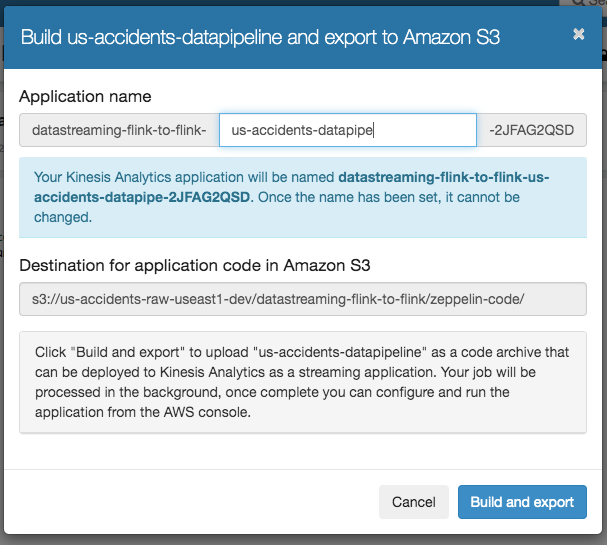 Build us-accidents-datapipeline and export to Amazon S3 ×
Application name
datastreaming-flink-to-flink- us-accidents-datapipe -2JFAG2QSD
Your Kinesis Analytics application will be named datastreaming-flink-to-flink-us-
accidents-datapipe-2JFAG2QSD. Once the name has been set, it cannot be
changed.
Destination for application code in Amazon S3
s3://us-accidents-raw-useast1-dev/datastreaming-flink-to-flink/zeppelin-code/
Click "Build and export" to upload "us-accidents-datapipeline" as a code archive that
can be deployed to Kinesis Analytics as a streaming application. Your job will be
processed in the background, once complete you can configure and run the
application from the AWS console.
Cancel Build and export